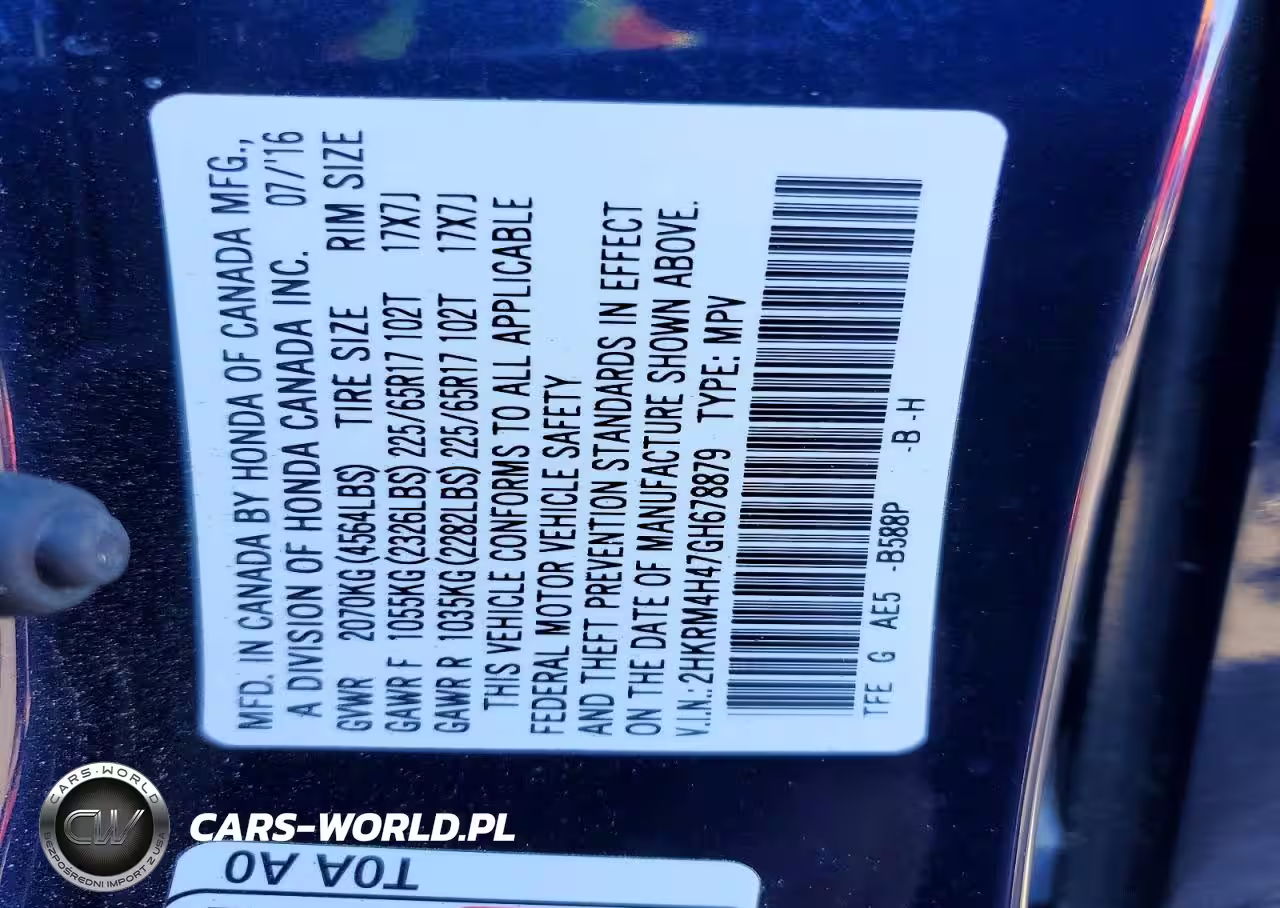 MFD. IN CANADA BY HONDA OF CANADA MFG.,
A DIVISION OF HONDA CANADA INC. 07/'16
GVWR 2070KG(4564LBS) TIRE SIZE RIM SIZE
GAWR F 1055KG(2326LBS) 225/65R17 102T 17X7J
GAWR R 1035KG(2282LBS) 225/65R17 102T 17X7J
THIS VEHICLE CONFORMS TO ALL APPLICABLE
FEDERAL MOTOR VEHICLE SAFETY
AND THEFT PREVENTION STANDARDS IN EFFECT
ON THE DATE OF MANUFACTURE SHOWN ABOVE.
V.I.N.: 2HKRM4H47GH678879 TYPE: MPV
TFE G AE5 -B588P -B -H
CARS-WORLD
CW
BEZPOŚREDNI IMPORT Z USA
CARS-WORLD.PL
T0A A0